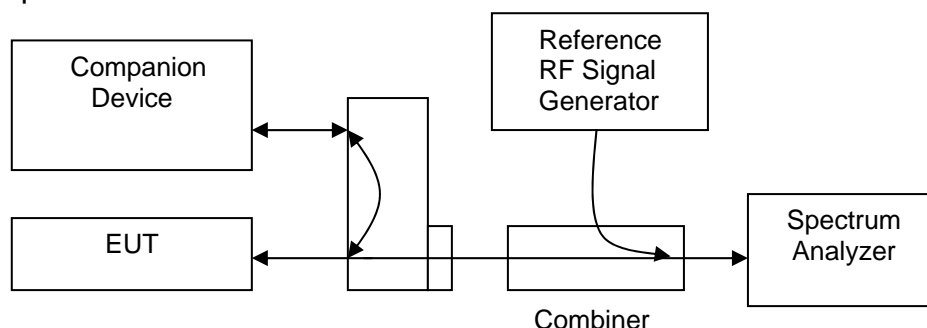 Companion
Device
Reference
RF Signal
Generator
EUT
Spectrum
Analyzer
Combiner